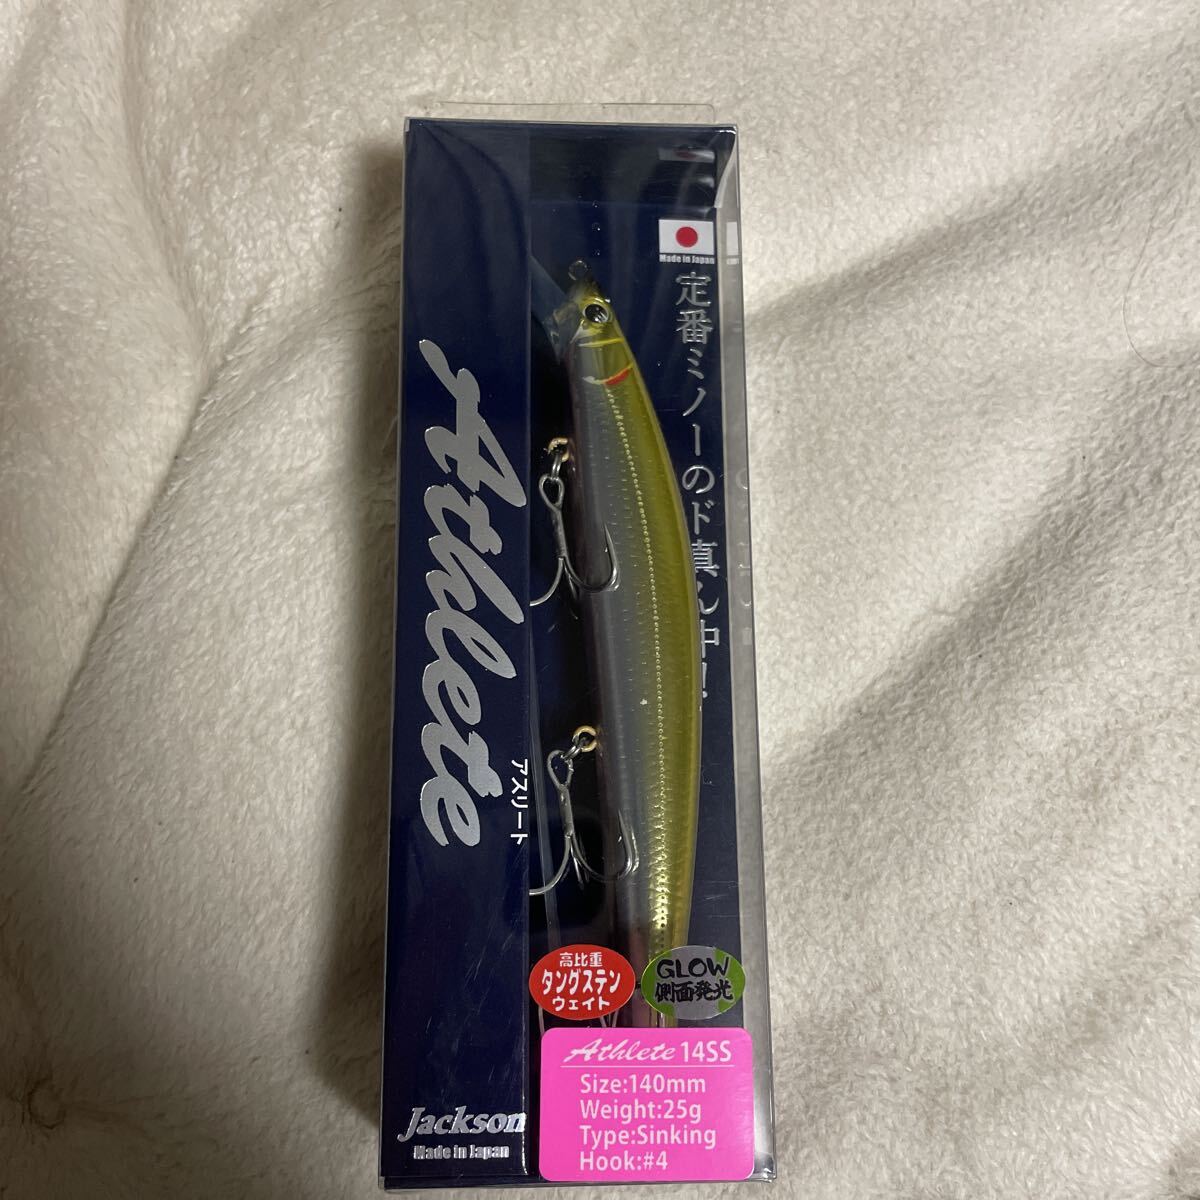 Made in Japan
定番ミノーのド真ん中!
Athlete
アスリート
高比重
タングステン
ウェイト
GLOW
側面発光
Athlete 14SS
Size:140mm
Weight:25g
Type:Sinking
Hook:#4
Jackson
Made in Japan